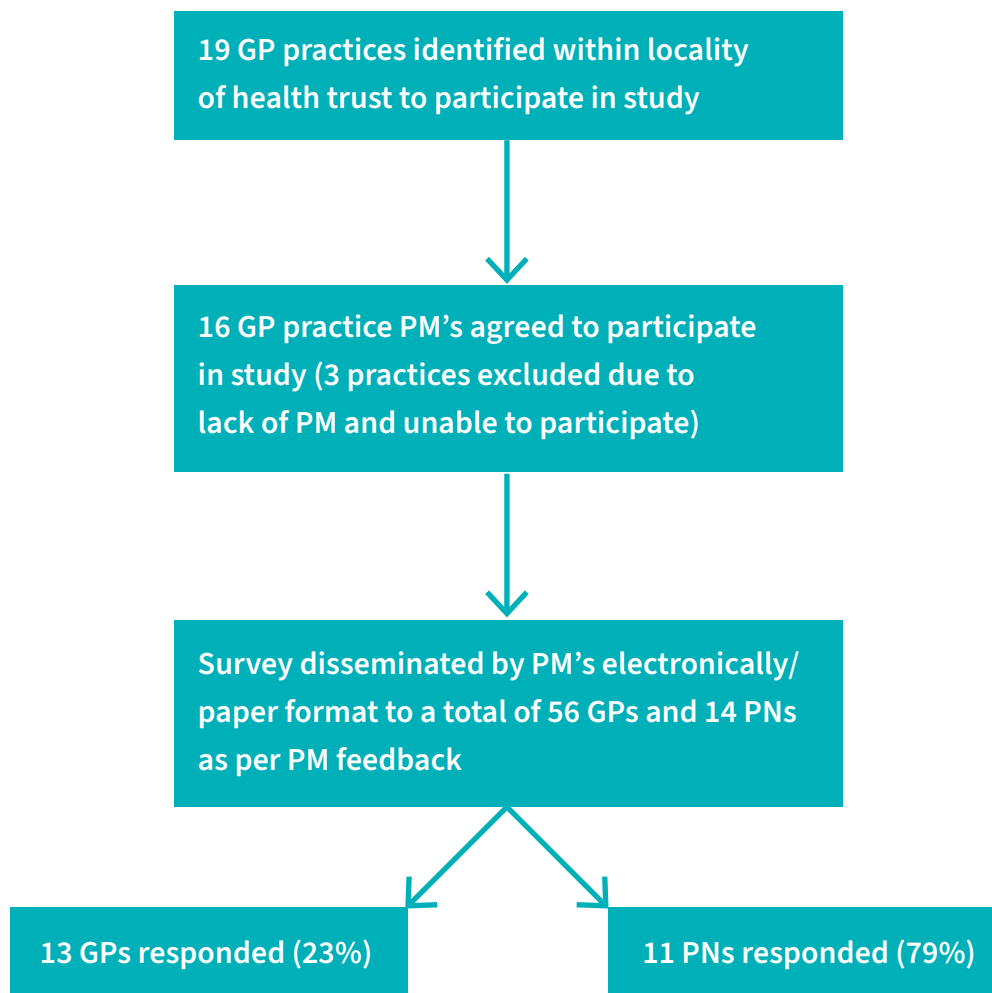 19 GP practices identified within locality
of health trust to participate in study
16 GP practice PM’s agreed to participate
in study (3 practices excluded due to
lack of PM and unable to participate)
Survey disseminated by PM’s electronically/
paper format to a total of 56 GPs and 14 PNs
as per PM feedback
13 GPs responded (23%)
11 PNs responded (79%)